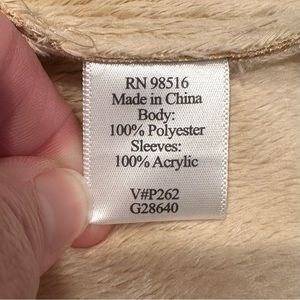 RN 98516
Made in China
Body:
100% Polyester
Sleeves:
100% Acrylic
V#P262
G28640